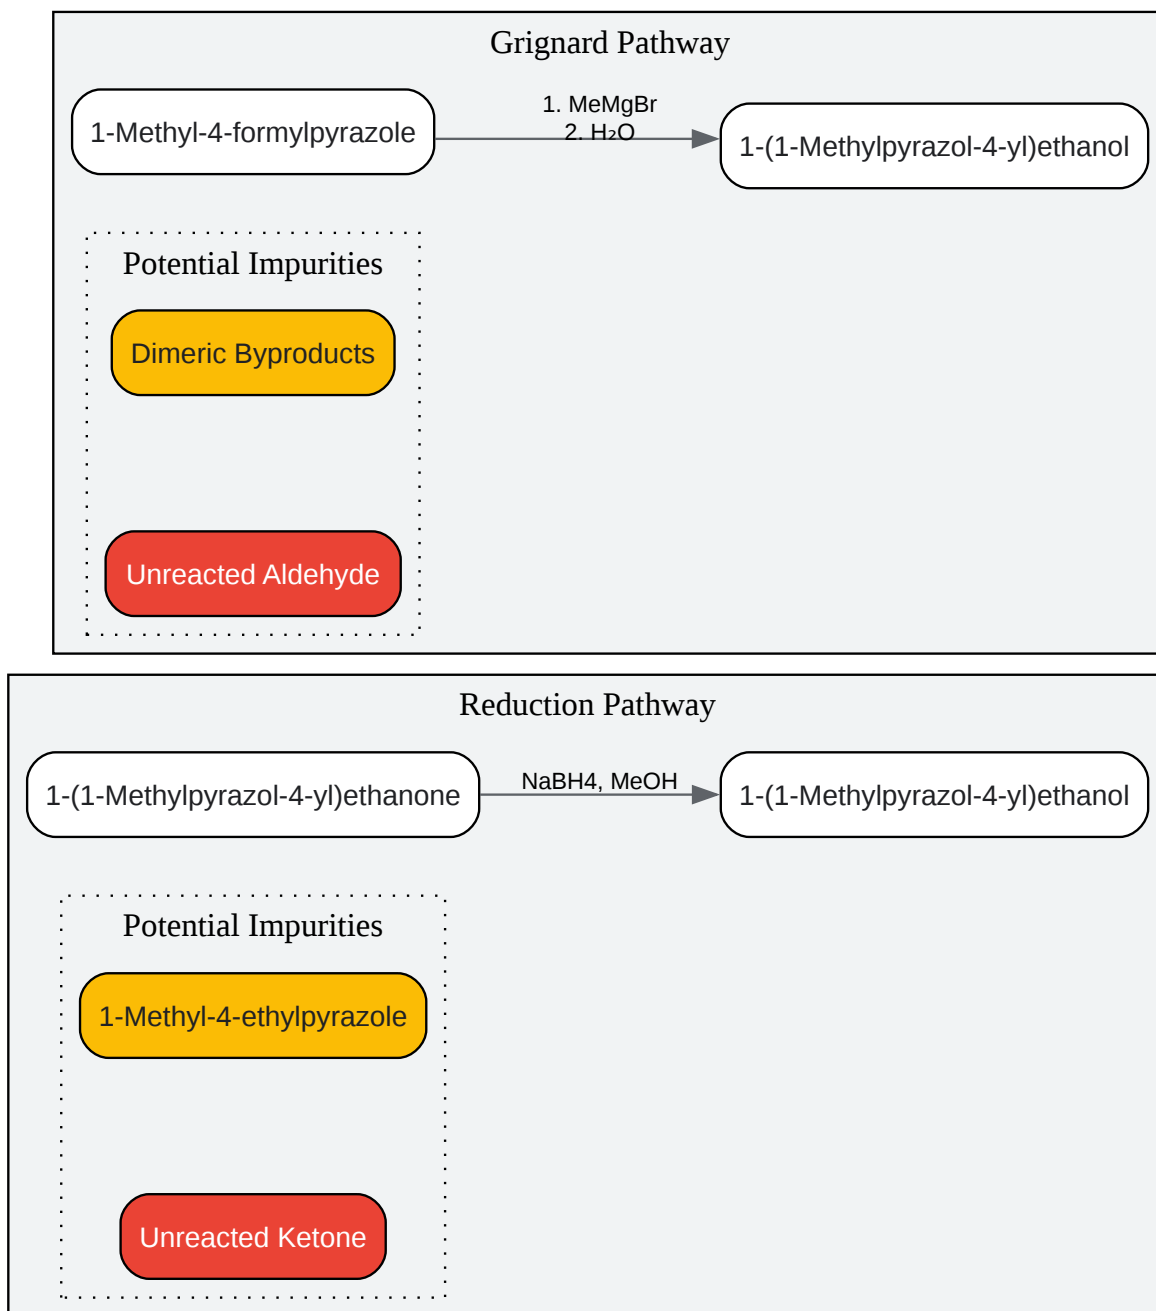 Grignard Pathway
1-Methyl-4-formylpyrazole
1. MeMgBr
2. H₂O
1-(1-Methylpyrazol-4-yl)ethanol
Potential Impurities
Dimeric Byproducts
Unreacted Aldehyde
Reduction Pathway
1-(1-Methylpyrazol-4-yl)ethanone
NaBH4, MeOH
1-(1-Methylpyrazol-4-yl)ethanol
Potential Impurities
1-Methyl-4-ethylpyrazole
Unreacted Ketone